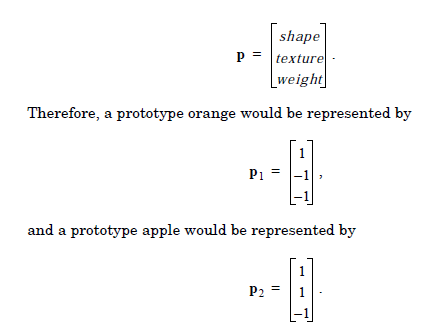 p = [shape
texture
weight] .
Therefore, a prototype orange would be represented by
p₁ = [1
−1
−1] ,
and a prototype apple would be represented by
p₂ = [1
1
−1] .